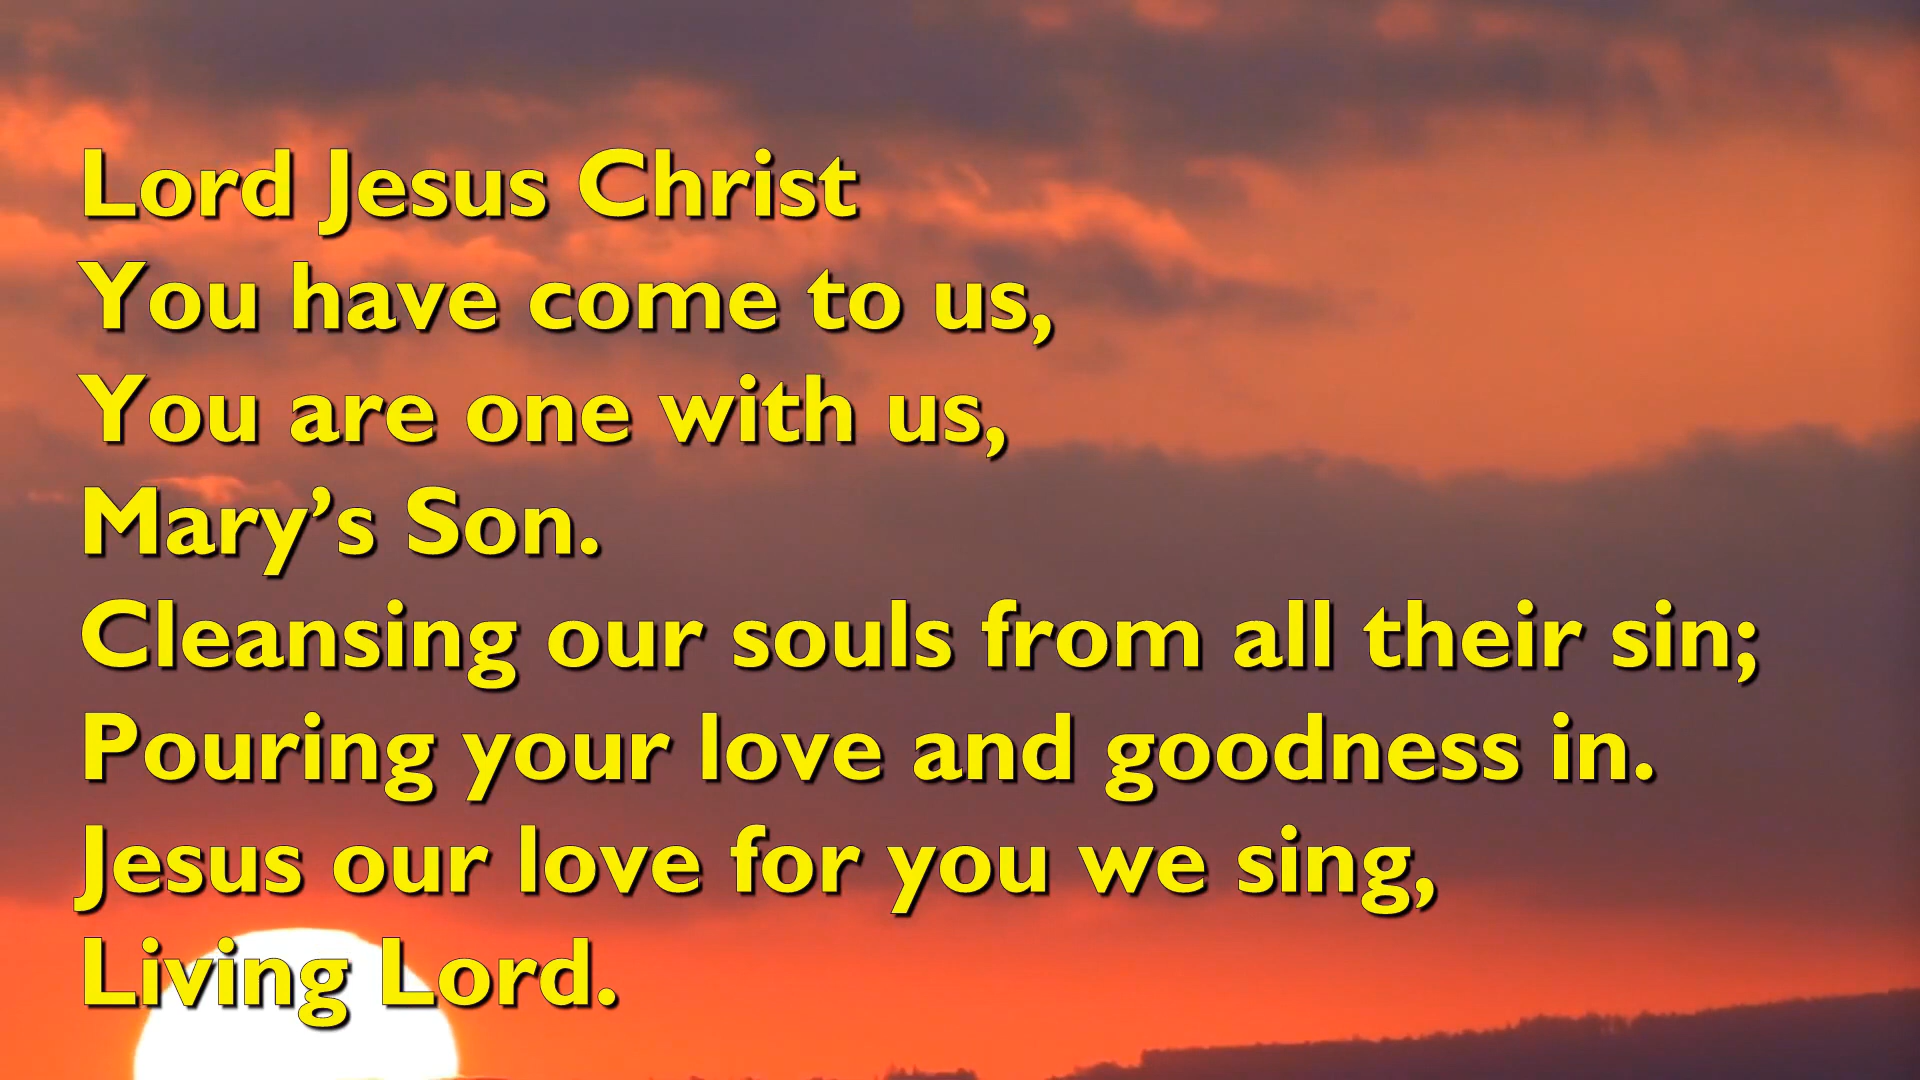 Lord Jesus Christ
You have come to us,
You are one with us,
Mary’s Son.
Cleansing our souls from all their sin;
Pouring your love and goodness in.
Jesus our love for you we sing,
Living Lord.